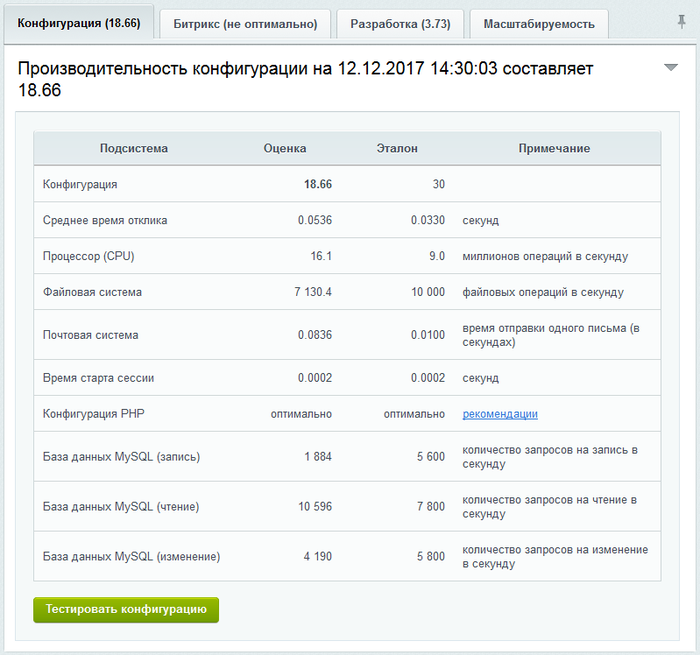 Конфигурация (18.66) Битрикс (не оптимально) Разработка (3.73) Масштабируемость
Производительность конфигурации на 12.12.2017 14:30:03 составляет
18.66
Подсистема Оценка Эталон Примечание
Конфигурация 18.66 30
Среднее время отклика 0.0536 0.0330 секунд
Процессор (CPU) 16.1 9.0 миллионов операций в секунду
Файловая система 7 130.4 10 000 файловых операций в секунду
Почтовая система 0.0836 0.0100 время отправки одного письма (в
секундах)
Время старта сессии 0.0002 0.0002 секунд
Конфигурация PHP оптимально оптимально рекомендации
База данных MySQL (запись) 1 884 5 600 количество запросов на запись в
секунду
База данных MySQL (чтение) 10 596 7 800 количество запросов на чтение в
секунду
База данных MySQL (изменение) 4 190 5 800 количество запросов на изменение
в секунду
Тестировать конфигурацию